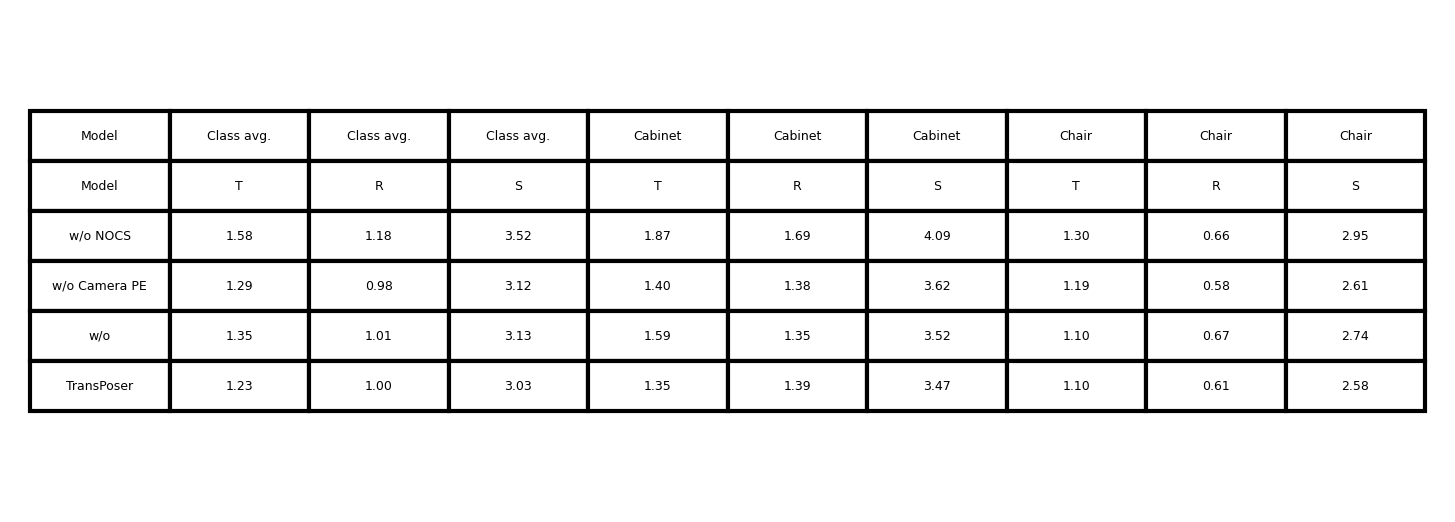 Model Class avg. Class avg. Class avg. Cabinet Cabinet Cabinet Chair Chair Chair
Model T R S T R S T R S
w/o NOCS 1.58 1.18 3.52 1.87 1.69 4.09 1.30 0.66 2.95
w/o Camera PE 1.29 0.98 3.12 1.40 1.38 3.62 1.19 0.58 2.61
w/o 1.35 1.01 3.13 1.59 1.35 3.52 1.10 0.67 2.74
TransPoser 1.23 1.00 3.03 1.35 1.39 3.47 1.10 0.61 2.58